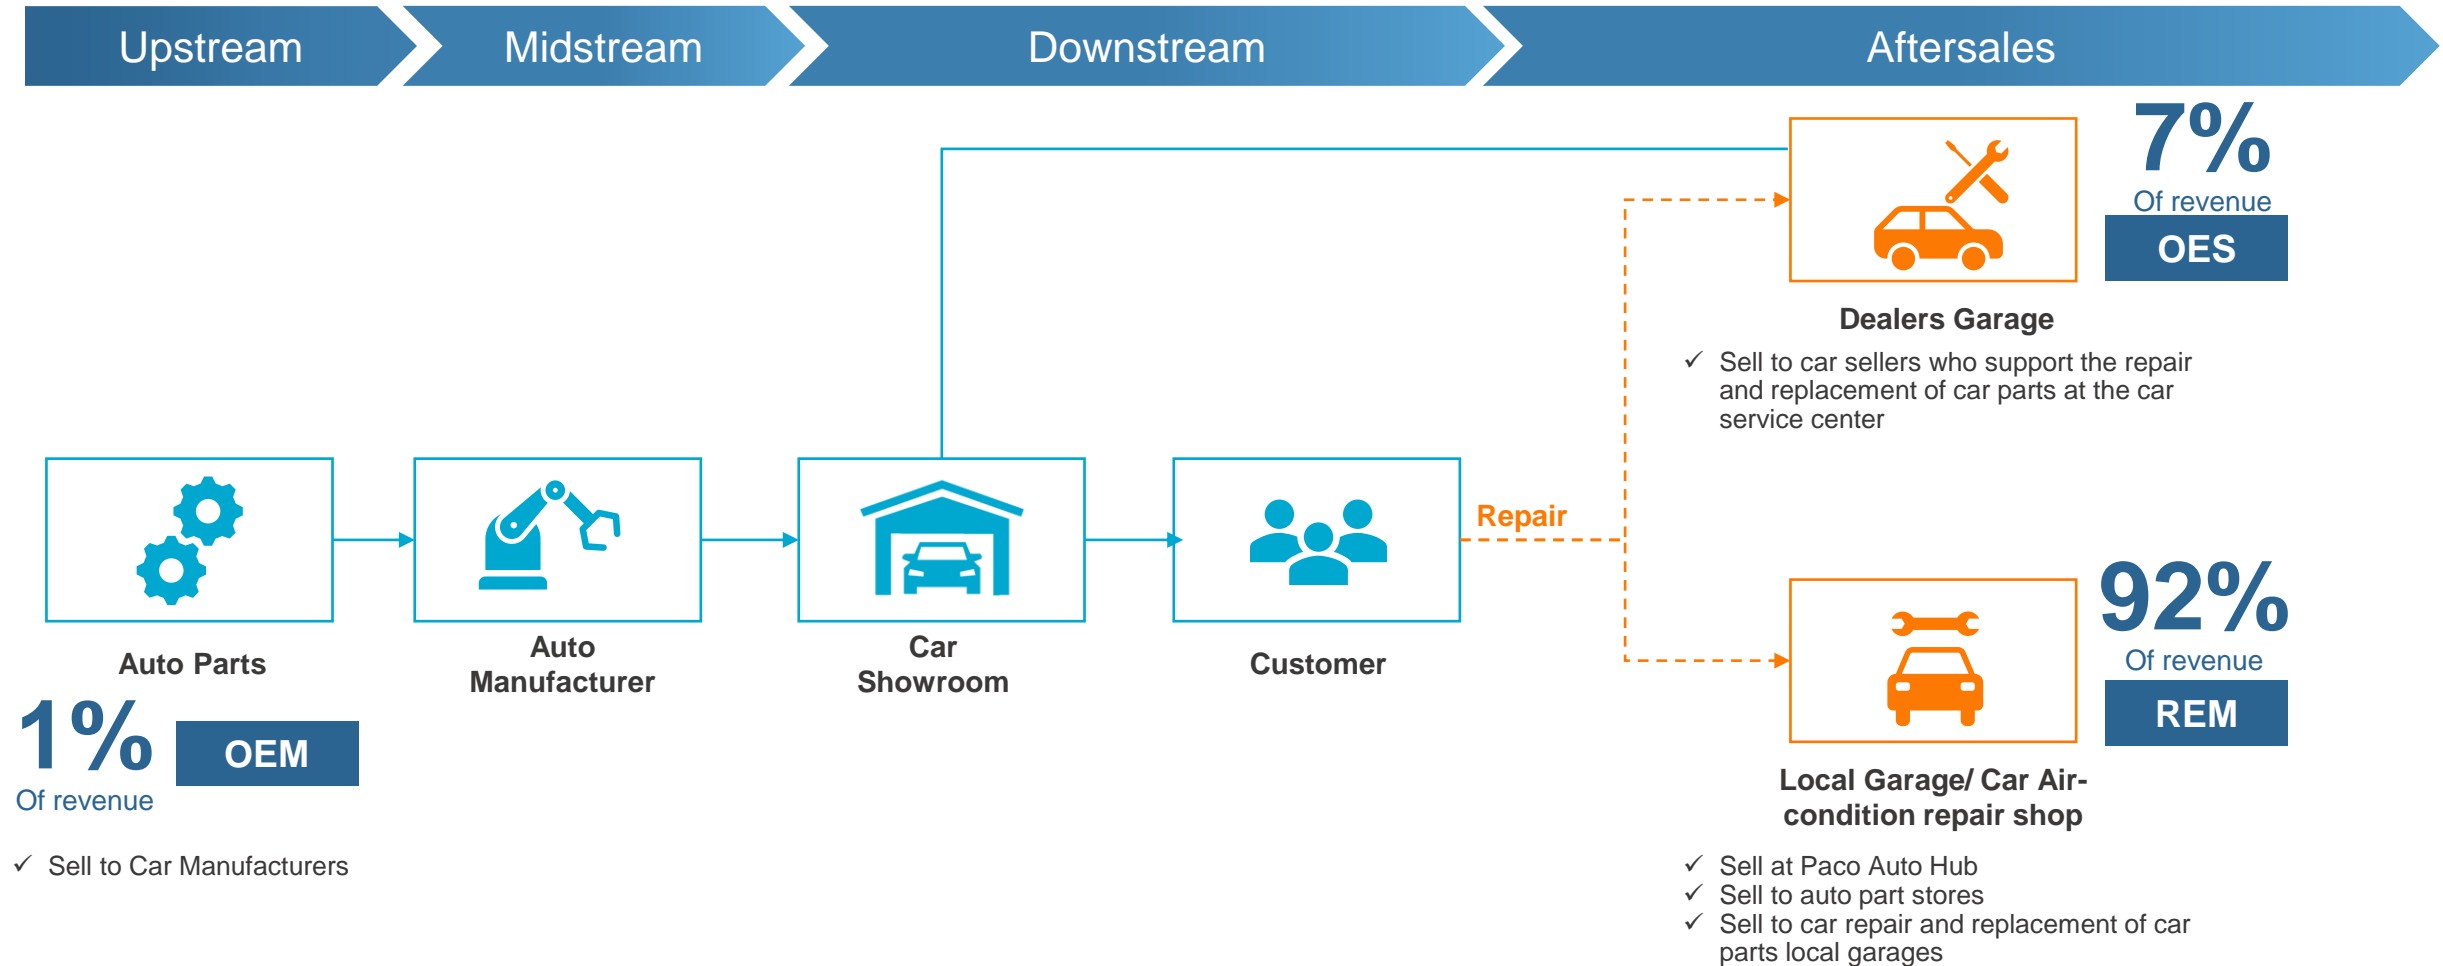 Upstream
Midstream
Downstream
Aftersales
7%
Of revenue
OES
Dealers Garage
✓ Sell to car sellers who support the repair
and replacement of car parts at the car
service center
Repair
Auto Parts
Auto
Manufacturer
Car
Showroom
Customer
1%
Of revenue
OEM
✓ Sell to Car Manufacturers
92%
Of revenue
REM
Local Garage/ Car Air-
condition repair shop
✓ Sell at Paco Auto Hub
✓ Sell to auto part stores
✓ Sell to car repair and replacement of car
parts local garages